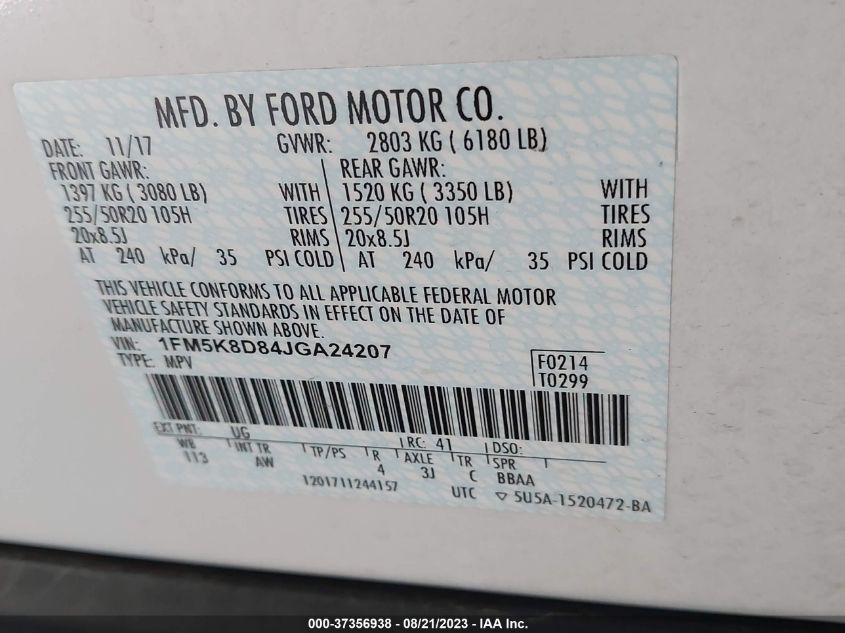 MFD. BY FORD MOTOR CO.
DATE: 11/17 GVWR: 2803 KG ( 6180 LB)
FRONT GAWR: REAR GAWR:
1397 KG ( 3080 LB) WITH 1520 KG ( 3350 LB) WITH
255/50R20 105H TIRES 255/50R20 105H TIRES
20x8.5J RIMS 20x8.5J RIMS
AT 240 kPa/ 35 PSI COLD AT 240 kPa/ 35 PSI COLD
THIS VEHICLE CONFORMS TO ALL APPLICABLE FEDERAL MOTOR
VEHICLE SAFETY STANDARDS IN EFFECT ON THE DATE OF
MANUFACTURE SHOWN ABOVE.
VIN: 1FM5K8D84JGA24207
TYPE: MPV
F0214
T0299
EXT PNT: UG RC: 41 DSO:
WB INT TR TP/PS R AXLE TR SPR
113 AW 4 3J C BBAA
1201711244157 UTC ▽ 5U5A-1520472-BA
000-37356938 - 08/21/2023 - IAA Inc.